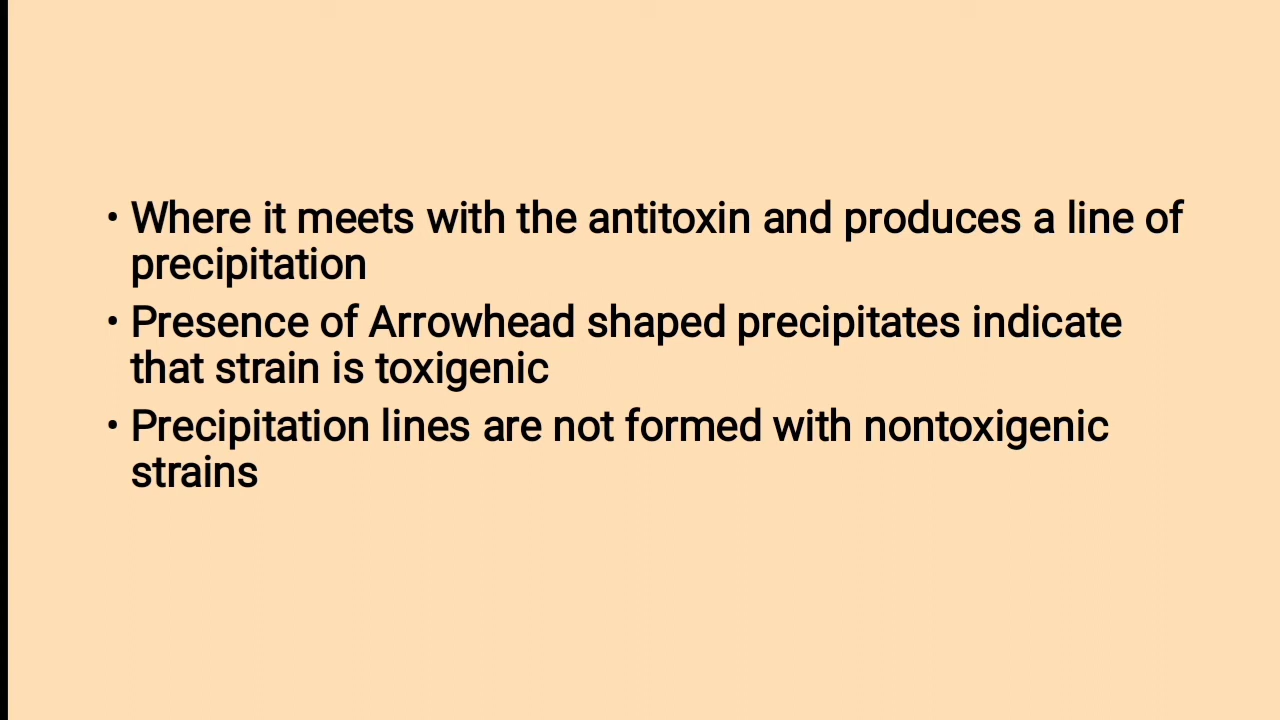 • Where it meets with the antitoxin and produces a line of
precipitation
• Presence of Arrowhead shaped precipitates indicate
that strain is toxigenic
• Precipitation lines are not formed with nontoxigenic
strains